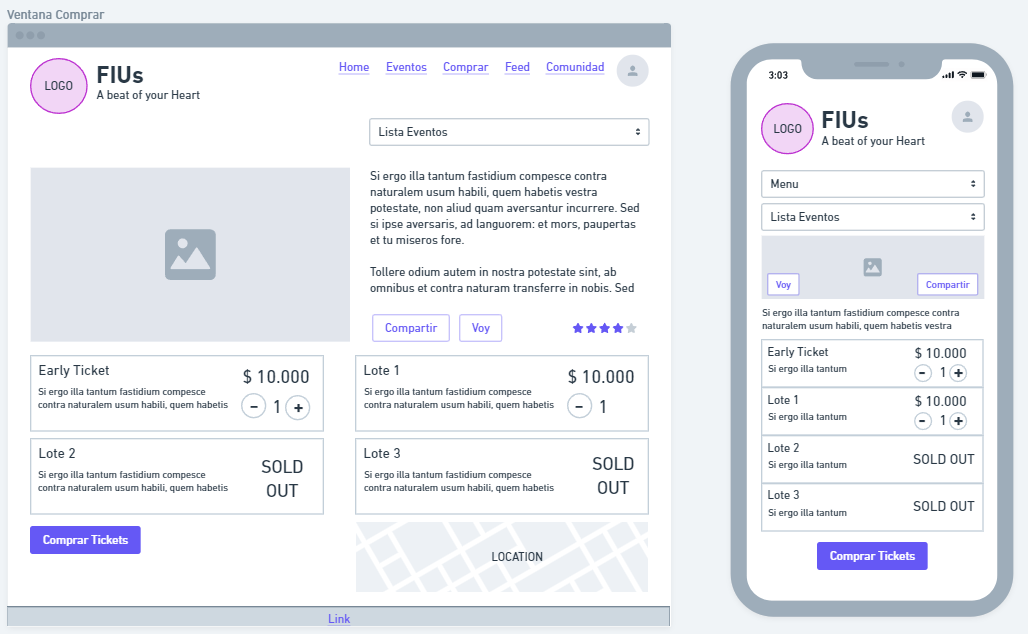 Ventana Comprar
LOGO
FIUs
A beat of your Heart
Home Eventos Comprar Feed Comunidad
Lista Eventos
Si ergo illa tantum fastidium compesce contra
naturalem usum habili, quem habetis vestra
potestate, non aliud quam aversantur incurrere. Sed
si ipse aversaris, ad languorem: et mors, paupertas
et tu miseros fore.
Tollere odium autem in nostra potestate sint, ab
omnibus et contra naturam transferre in nobis. Sed
Compartir Voy
Early Ticket
Si ergo illa tantum fastidium compesce
contra naturalem usum habili, quem habetis
$ 10.000
− 1 +
Lote 1
Si ergo illa tantum fastidium compesce
contra naturalem usum habili, quem habetis
$ 10.000
− 1
Lote 2
Si ergo illa tantum fastidium compesce
contra naturalem usum habili, quem habetis
SOLD
OUT
Lote 3
Si ergo illa tantum fastidium compesce
contra naturalem usum habili, quem habetis
SOLD
OUT
Comprar Tickets
LOCATION
Link
3:03
LOGO
FIUs
A beat of your Heart
Menu
Lista Eventos
Voy Compartir
Si ergo illa tantum fastidium compesce contra
naturalem usum habili, quem habetis vestra
Early Ticket
Si ergo illa tantum
$ 10.000
− 1 +
Lote 1
Si ergo illa tantum
$ 10.000
− 1 +
Lote 2
Si ergo illa tantum
SOLD OUT
Lote 3
Si ergo illa tantum
SOLD OUT
Comprar Tickets